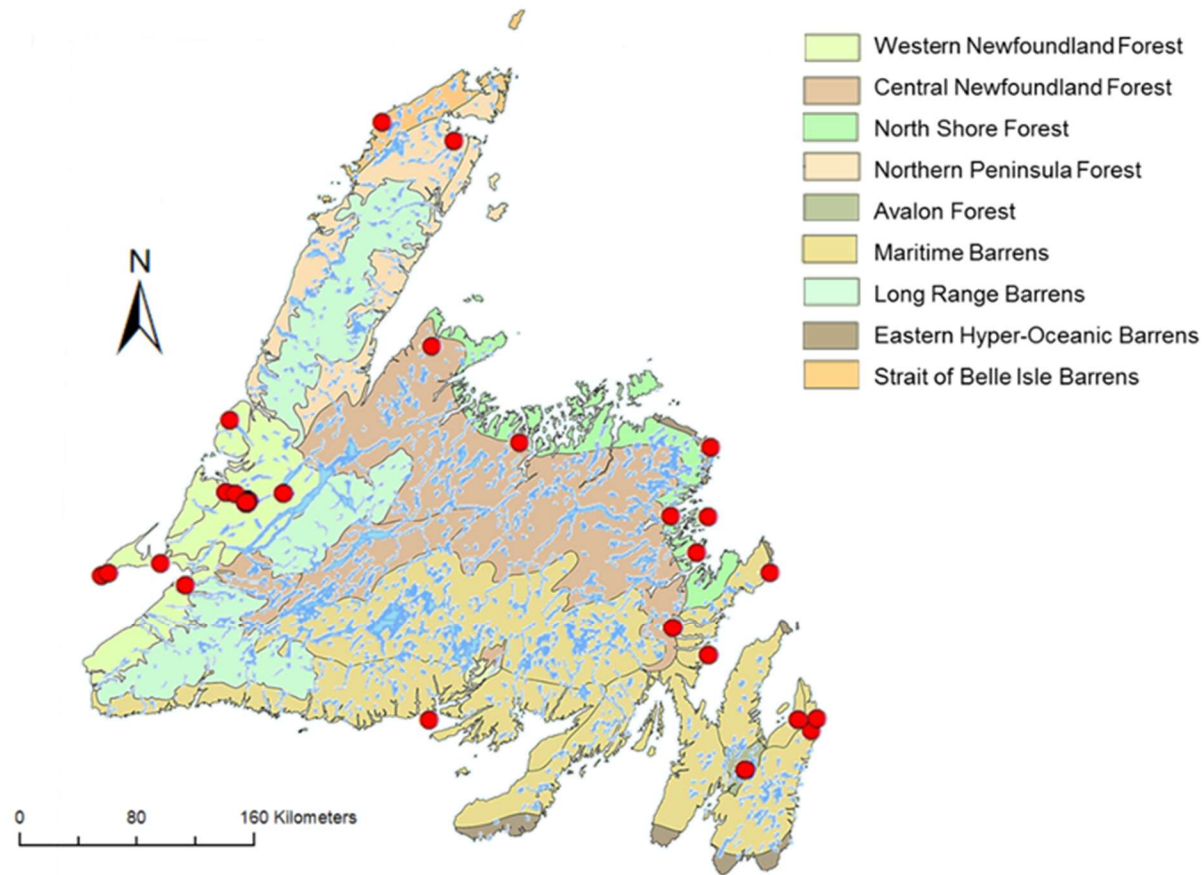 Western Newfoundland Forest
Central Newfoundland Forest
North Shore Forest
Northern Peninsula Forest
Avalon Forest
Maritime Barrens
Long Range Barrens
Eastern Hyper-Oceanic Barrens
Strait of Belle Isle Barrens
N
0 80 160 Kilometers